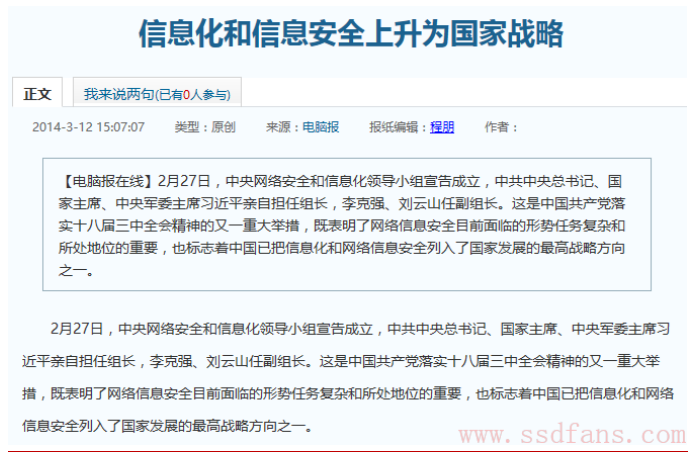 信息化和信息安全上升为国家战略
正文 我来说两句(已有0人参与)
2014-3-12 15:07:07 类型：原创 来源：电脑报 报纸编辑：程朋 作者：
【电脑报在线】2月27日，中央网络安全和信息化领导小组宣告成立，中共中央总书记、国
家主席、中央军委主席习近平亲自担任组长，李克强、刘云山任副组长。这是中国共产党落
实十八届三中全会精神的又一重大举措，既表明了网络信息安全目前面临的形势任务复杂和
所处地位的重要，也标志着中国已把信息化和网络信息安全列入了国家发展的最高战略方向
之一。
2月27日，中央网络安全和信息化领导小组宣告成立，中共中央总书记、国家主席、中央军委主席习
近平亲自担任组长，李克强、刘云山任副组长。这是中国共产党落实十八届三中全会精神的又一重大举
措，既表明了网络信息安全目前面临的形势任务复杂和所处地位的重要，也标志着中国已把信息化和网络
信息安全列入了国家发展的最高战略方向之一。
www.ssdfans.com